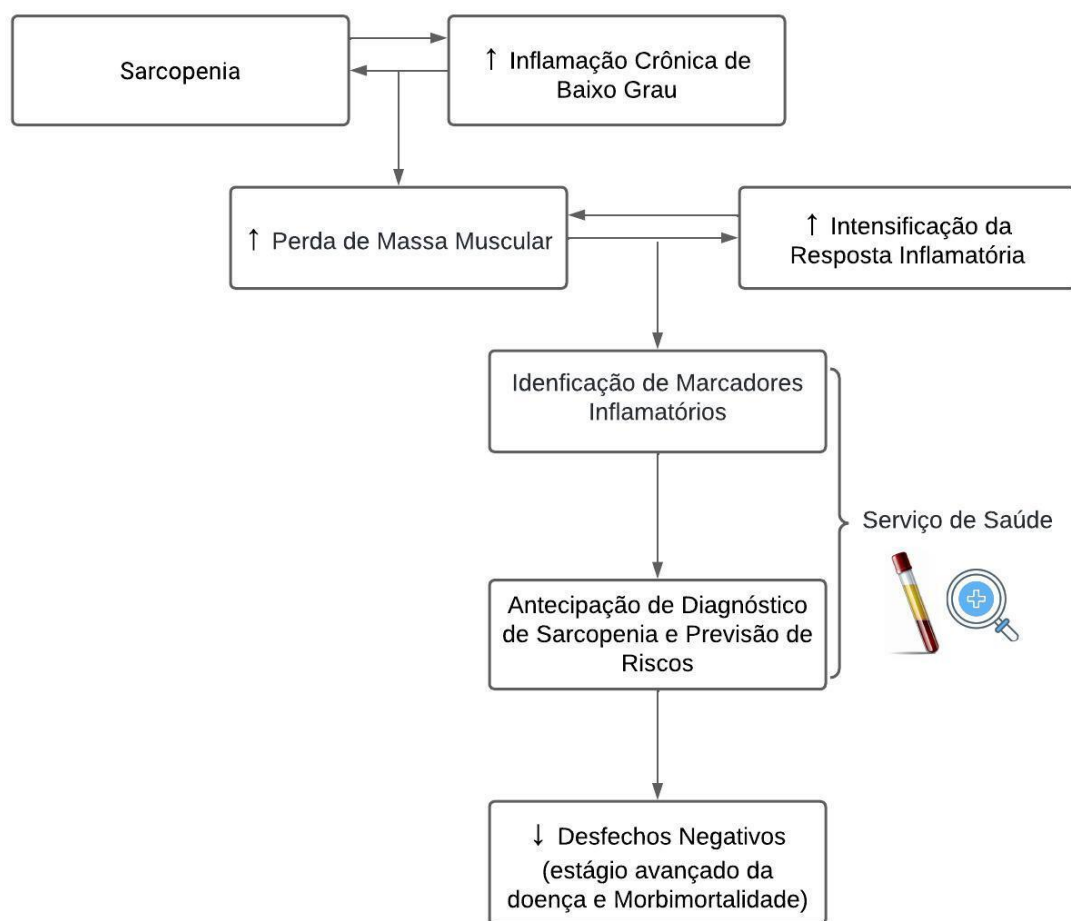 Sarcopenia
↑ Inflamação Crônica de
Baixo Grau
↑ Perda de Massa Muscular
↑ Intensificação da
Resposta Inflamatória
Idenficação de Marcadores
Inflamatórios
Serviço de Saúde
Antecipação de Diagnóstico
de Sarcopenia e Previsão de
Riscos
↓ Desfechos Negativos
(estágio avançado da
doença e Morbimortalidade)